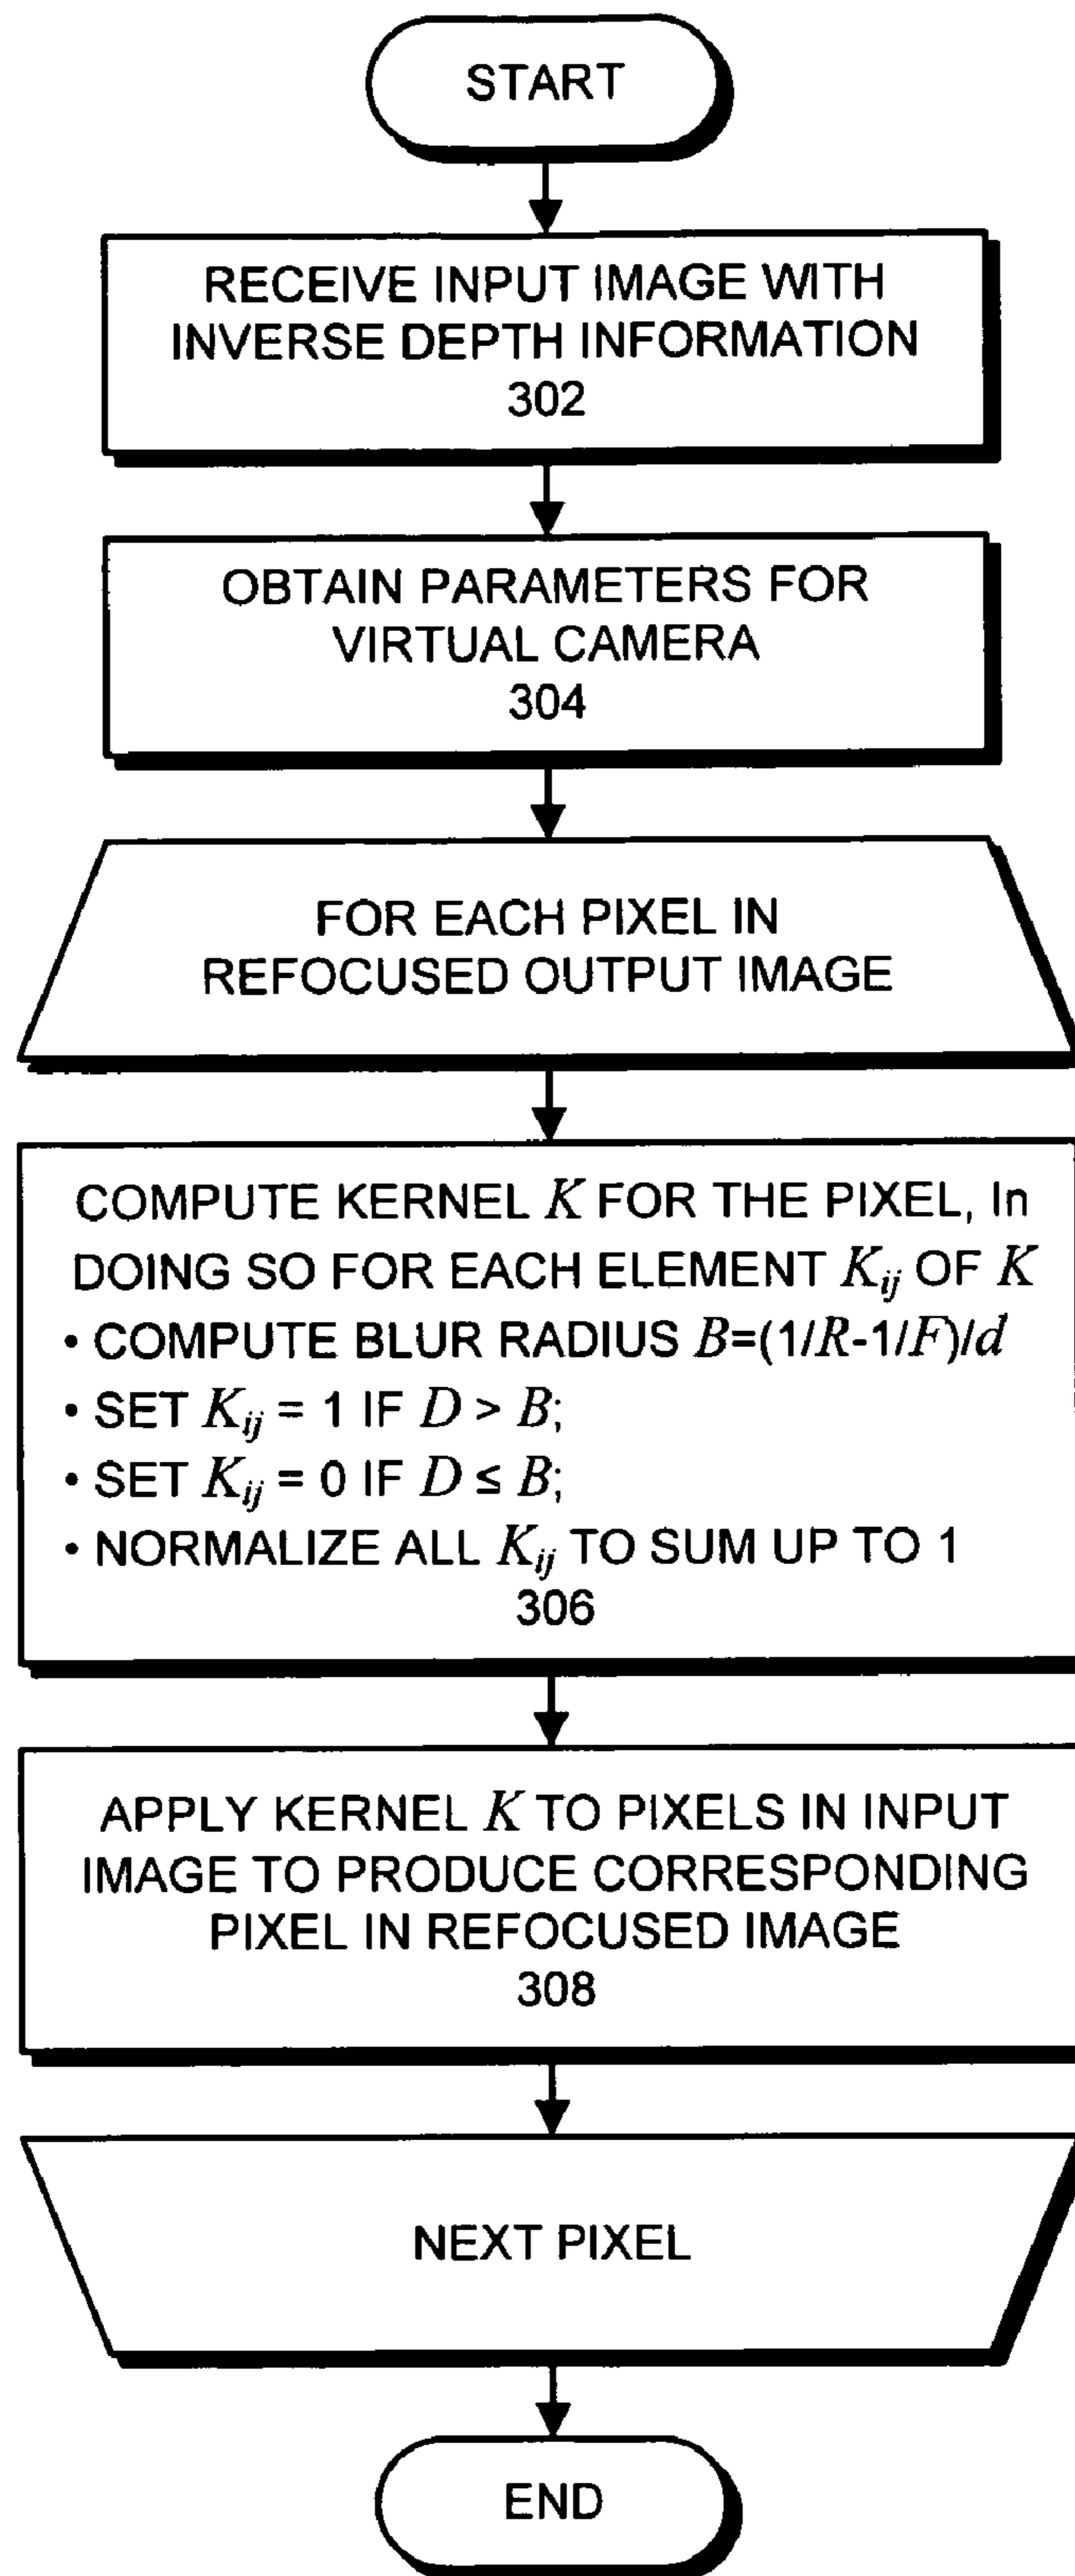 START
RECEIVE INPUT IMAGE WITH
INVERSE DEPTH INFORMATION
302
OBTAIN PARAMETERS FOR
VIRTUAL CAMERA
304
FOR EACH PIXEL IN
REFOCUSED OUTPUT IMAGE
COMPUTE KERNEL K FOR THE PIXEL, In
DOING SO FOR EACH ELEMENT Kij OF K
• COMPUTE BLUR RADIUS B=(1/R-1/F)/d
• SET Kij = 1 IF D > B;
• SET Kij = 0 IF D ≤ B;
• NORMALIZE ALL Kij TO SUM UP TO 1
306
APPLY KERNEL K TO PIXELS IN INPUT
IMAGE TO PRODUCE CORRESPONDING
PIXEL IN REFOCUSED IMAGE
308
NEXT PIXEL
END